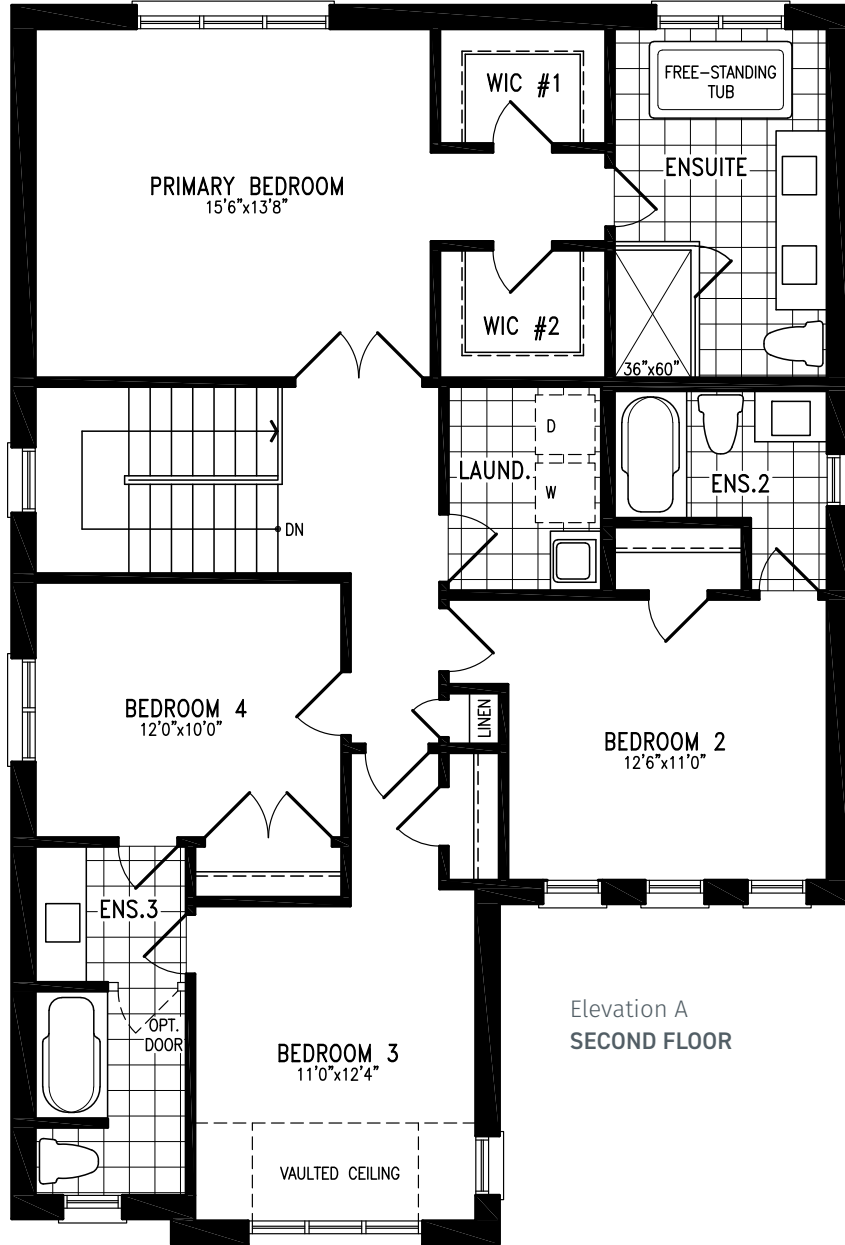 WIC #1
FREE-STANDING
TUB
ENSUITE
PRIMARY BEDROOM
15'6"x13'8"
WIC #2
36"x60"
D
LAUND.
W
ENS.2
DN
LINEN
BEDROOM 4
12'0"x10'0"
BEDROOM 2
12'6"x11'0"
ENS.3
OPT.
DOOR
Elevation A
SECOND FLOOR
BEDROOM 3
11'0"x12'4"
VAULTED CEILING